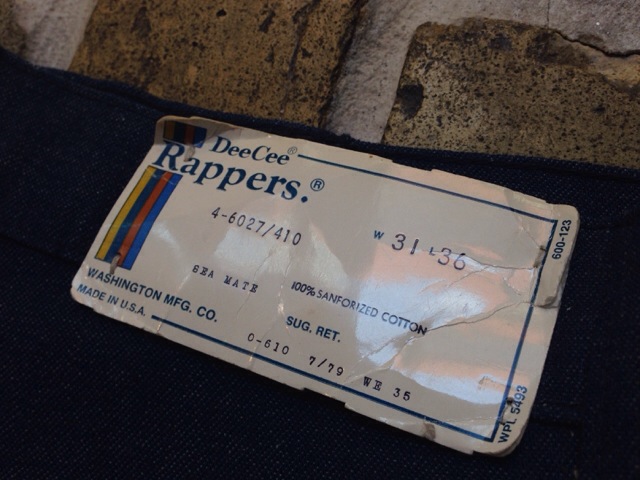 DeeCee®
Rappers.®
4-6027/410
W 31 L 36
600-123
SEA MATE
100% SANFORIZED COTTON
WASHINGTON MFG. CO.
MADE IN U.S.A.
SUG. RET.
0-610 7/79 WE 35
WPL 5493